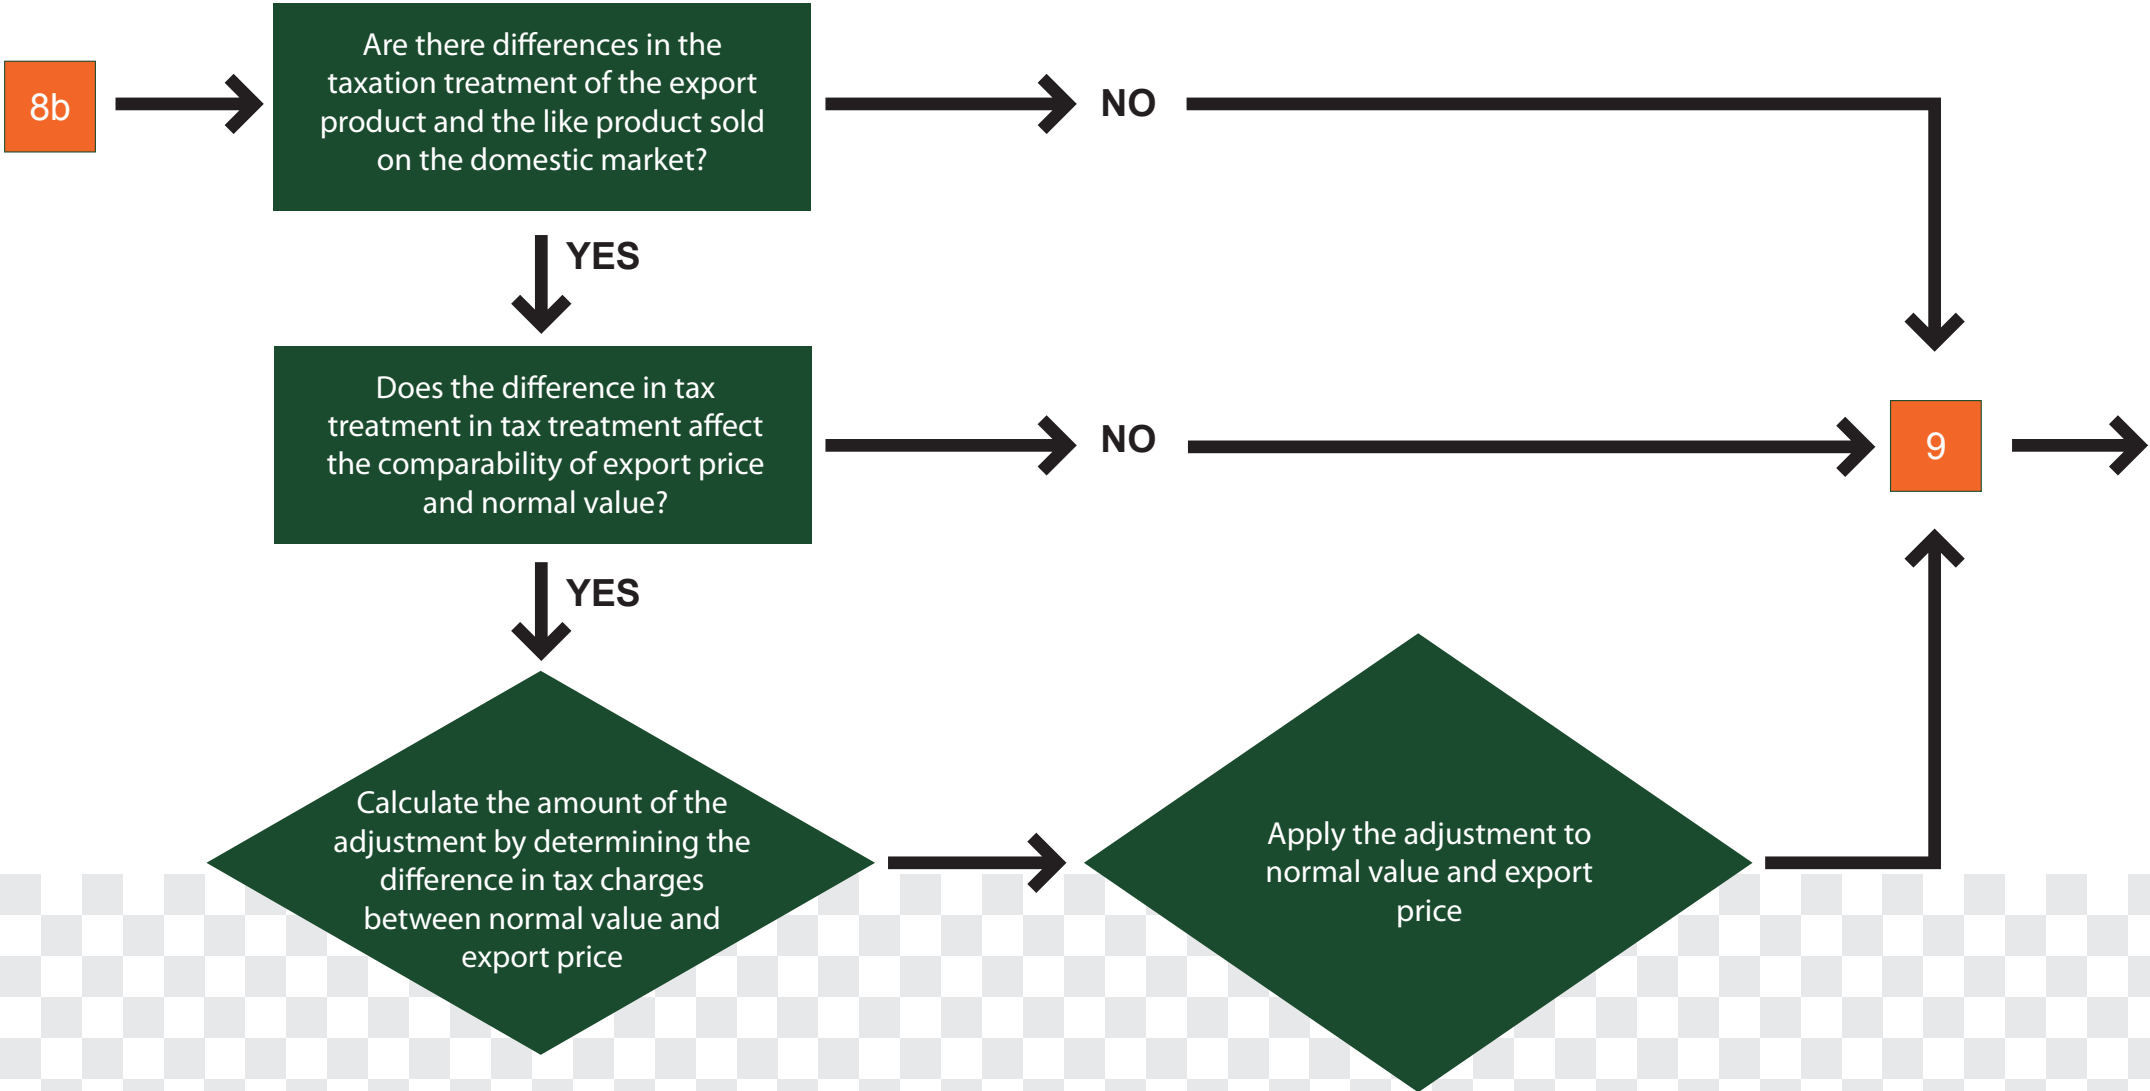 8b
Are there differences in the
taxation treatment of the export
product and the like product sold
on the domestic market?
NO
YES
Does the difference in tax
treatment in tax treatment affect
the comparability of export price
and normal value?
NO
9
YES
Calculate the amount of the
adjustment by determining the
difference in tax charges
between normal value and
export price
Apply the adjustment to
normal value and export
price